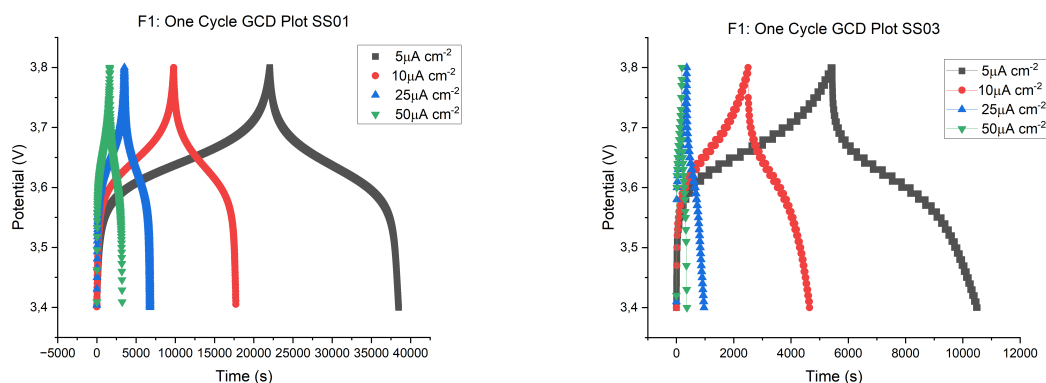 F1: One Cycle GCD Plot SS01
5μA cm-2
10μA cm-2
25μA cm-2
50μA cm-2
3,8
3,7
3,6
3,5
3,4
Potential (V)
−5000 0 5000 10000 15000 20000 25000 30000 35000 40000
Time (s)
F1: One Cycle GCD Plot SS03
5μA cm-2
10μA cm-2
25μA cm-2
50μA cm-2
3,8
3,7
3,6
3,5
3,4
Potential (V)
0 2000 4000 6000 8000 10000 12000
Time (s)